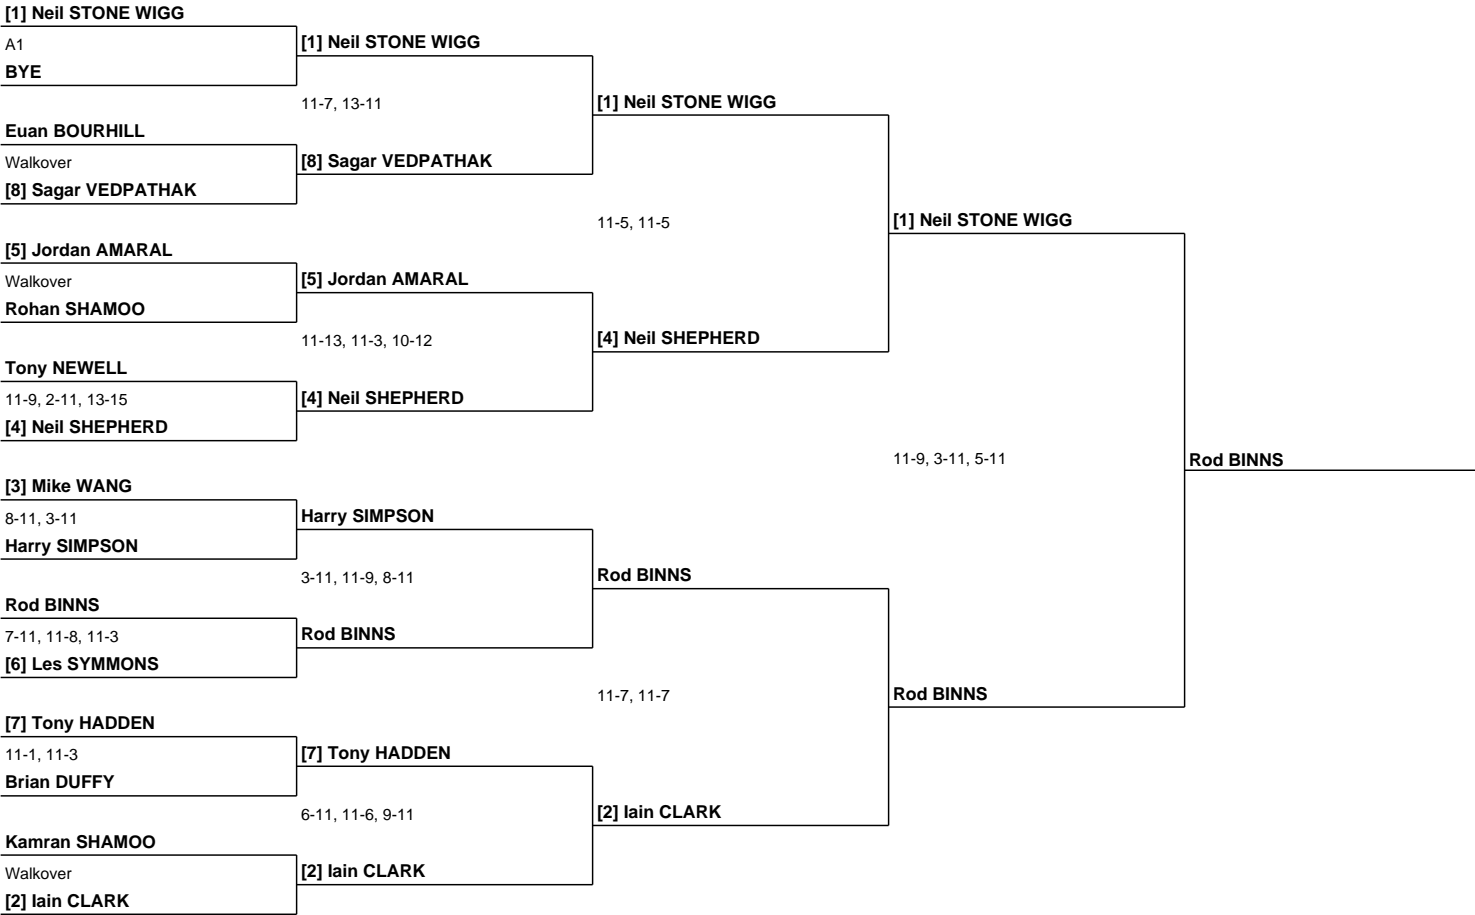 [1] Neil STONE WIGG
A1
BYE
Euan BOURHILL
Walkover
[8] Sagar VEDPATHAK
[5] Jordan AMARAL
Walkover
Rohan SHAMOO
Tony NEWELL
11-9, 2-11, 13-15
[4] Neil SHEPHERD
[3] Mike WANG
8-11, 3-11
Harry SIMPSON
Rod BINNS
7-11, 11-8, 11-3
[6] Les SYMMONS
[7] Tony HADDEN
11-1, 11-3
Brian DUFFY
Kamran SHAMOO
Walkover
[2] Iain CLARK
[1] Neil STONE WIGG
11-7, 13-11
[8] Sagar VEDPATHAK
[5] Jordan AMARAL
11-13, 11-3, 10-12
[4] Neil SHEPHERD
Harry SIMPSON
3-11, 11-9, 8-11
Rod BINNS
[7] Tony HADDEN
6-11, 11-6, 9-11
[2] Iain CLARK
[1] Neil STONE WIGG
11-5, 11-5
[4] Neil SHEPHERD
Rod BINNS
11-7, 11-7
[2] Iain CLARK
[1] Neil STONE WIGG
11-9, 3-11, 5-11
Rod BINNS
Rod BINNS